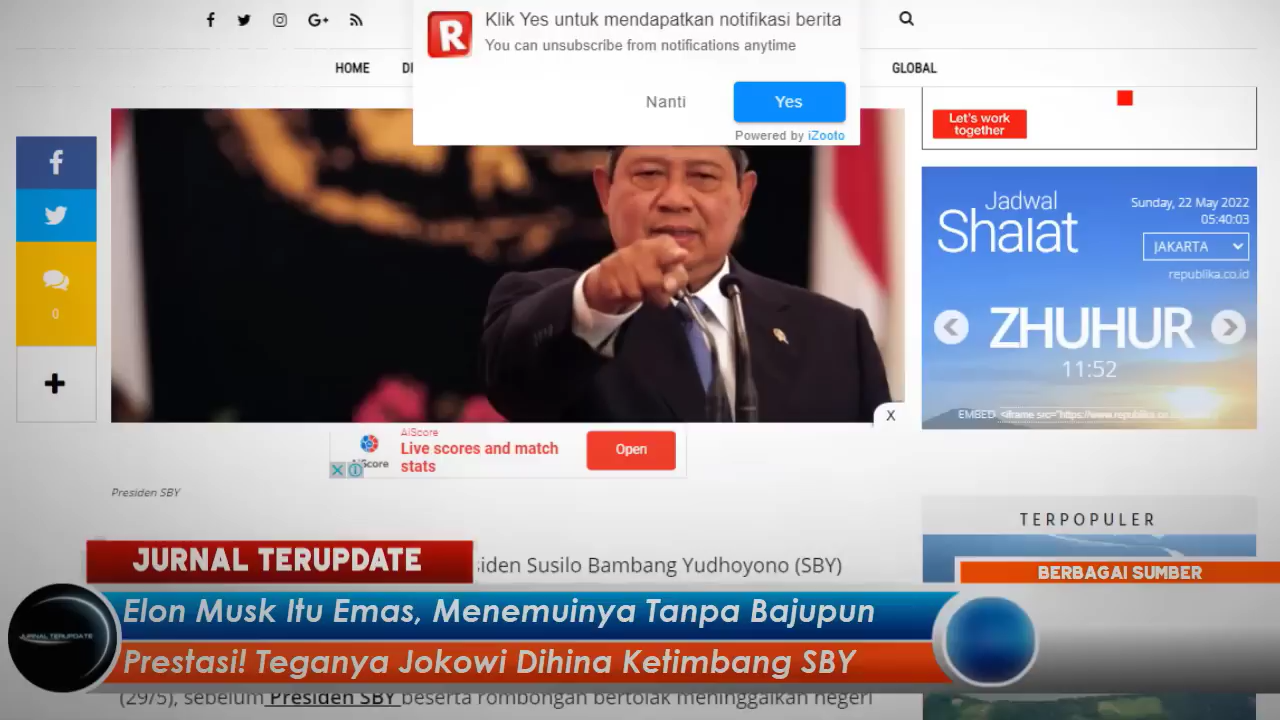 Klik Yes untuk mendapatkan notifikasi berita
R
You can unsubscribe from notifications anytime
Nanti
Yes
Powered by iZooto
HOME
GLOBAL
Let's work
together
Jadwal
Shalat
Sunday, 22 May 2022
05:40:03
JAKARTA
republika.co.id
ZHUHUR
11:52
EMBED
0
X
AiScore
Live scores and match
stats
Open
Presiden SBY
TERPOPULER
JURNAL TERUPDATE
siden Susilo Bambang Yudhoyono (SBY)
BERBAGAI SUMBER
Elon Musk Itu Emas, Menemuinya Tanpa Bajupun
JURNAL TERUPDATE
Prestasi! Teganya Jokowi Dihina Ketimbang SBY
(29/5), sebelum Presiden SBY beserta rombongan bertolak meninggalkan negeri